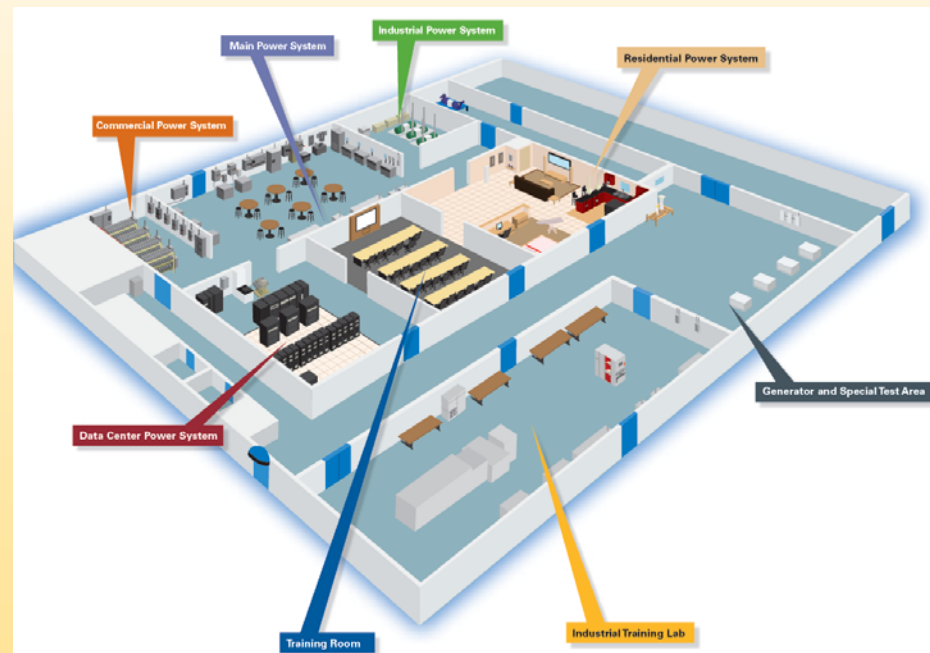 Industrial Power System
Main Power System
Residential Power System
Commercial Power System
Generator and Special Test Area
Data Center Power System
Industrial Training Lab
Training Room